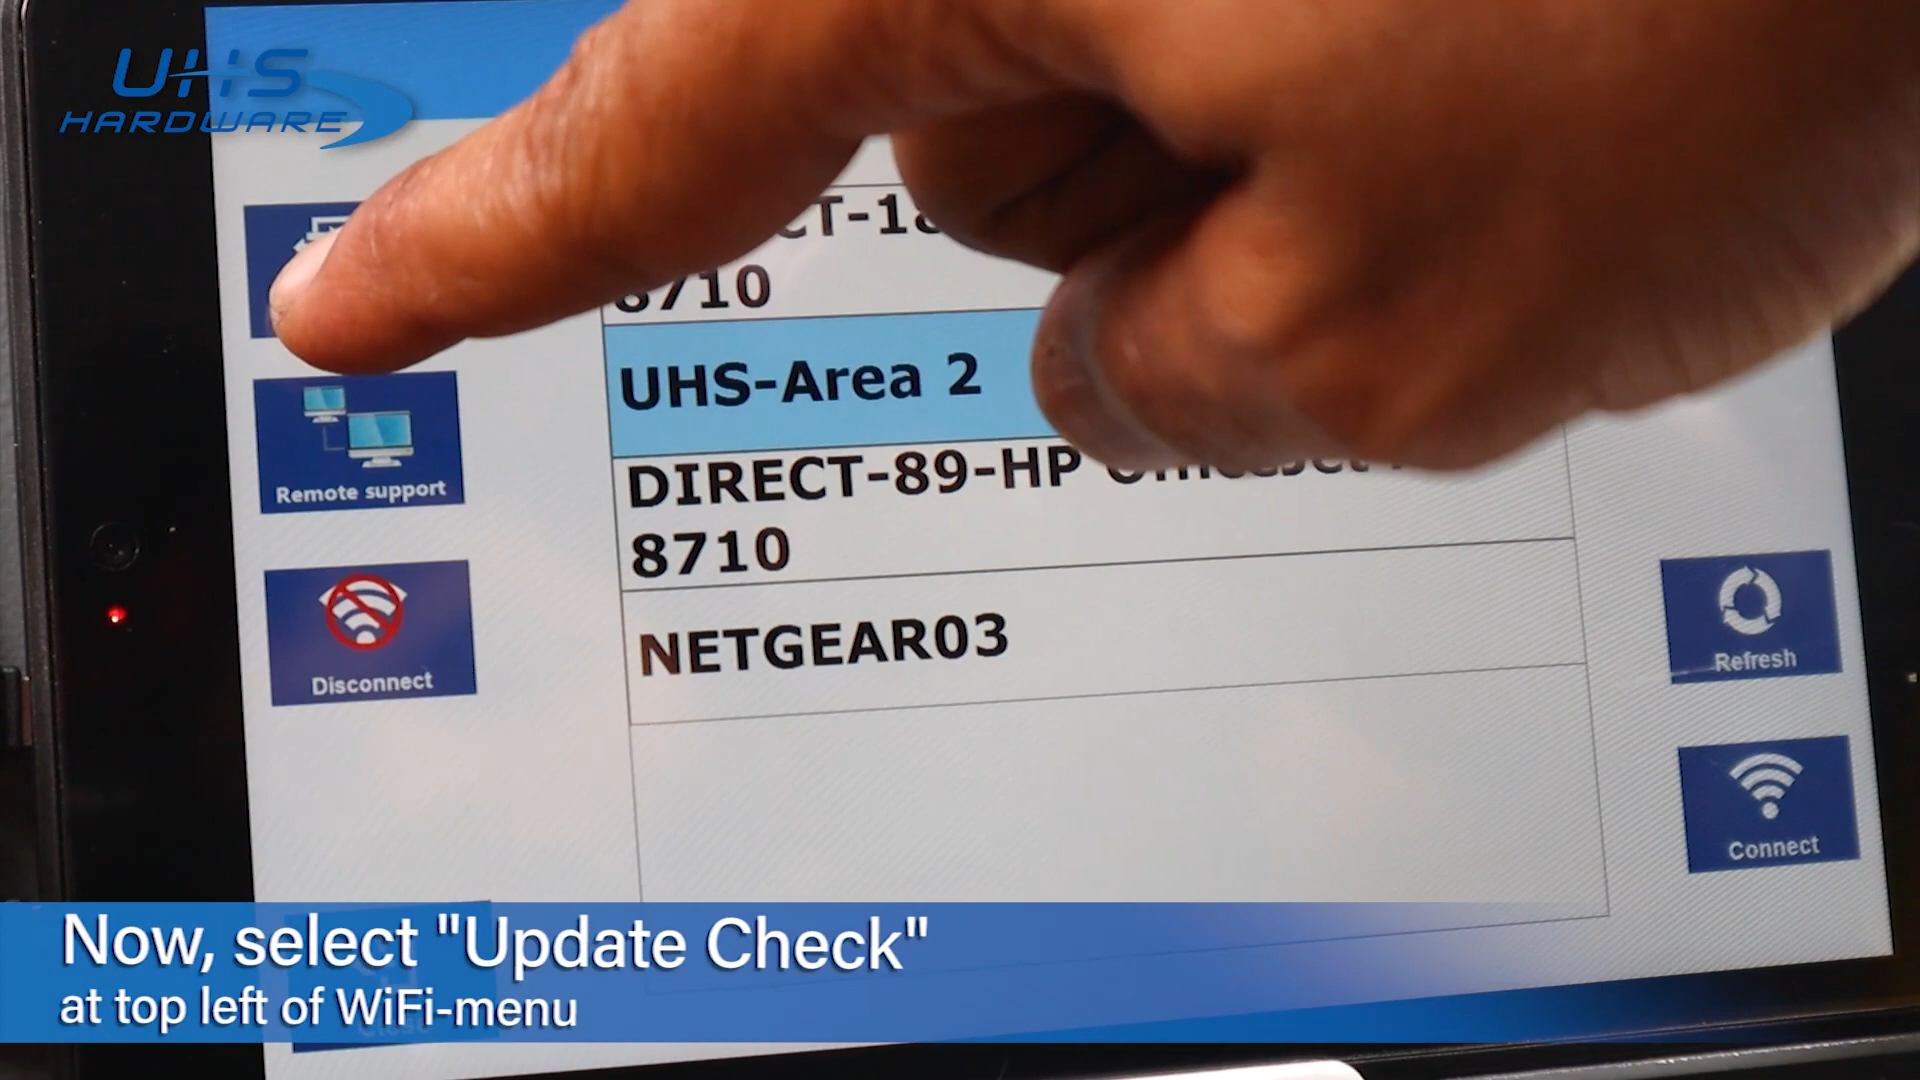 UHS
HARDWARE
8710
UHS-Area 2
DIRECT-89-HP
8710
NETGEAR03
Remote support
Disconnect
Refresh
Connect
Now, select "Update Check"
at top left of WiFi-menu